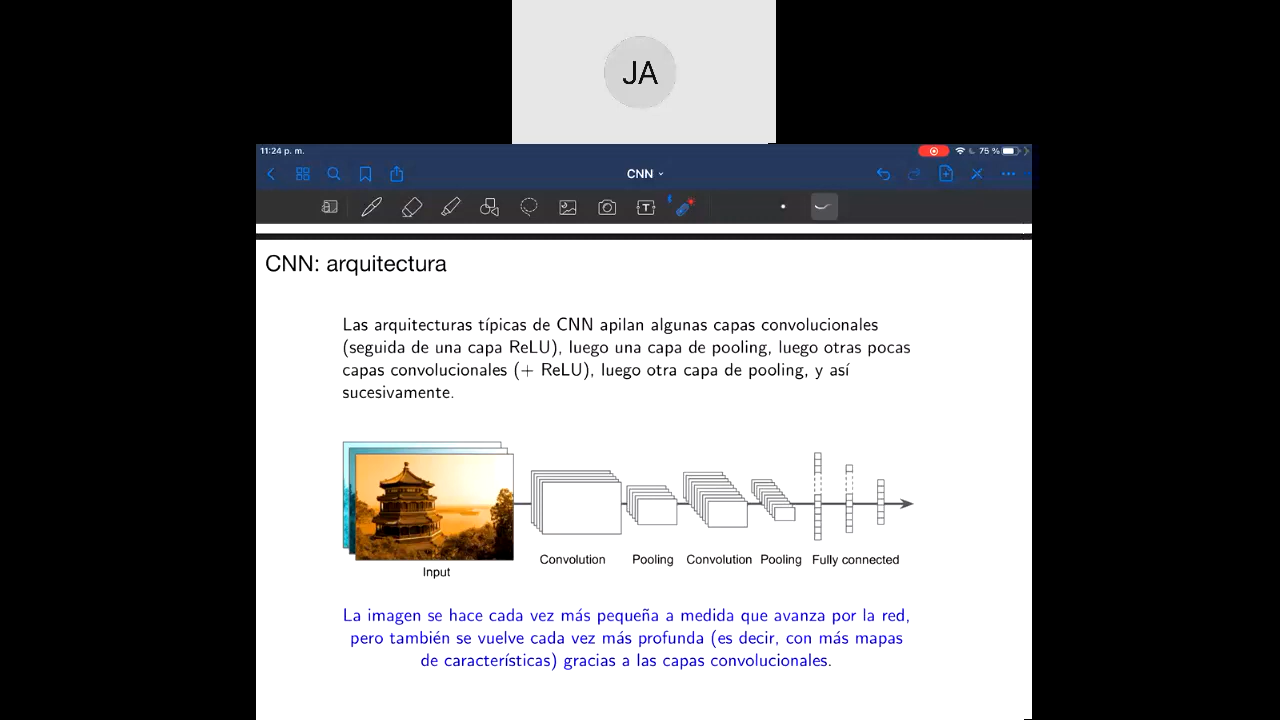 JA
11:24 p. m.
75 %
CNN
T
CNN: arquitectura
Las arquitecturas típicas de CNN apilan algunas capas convolucionales
(seguida de una capa ReLU), luego una capa de pooling, luego otras pocas
capas convolucionales (+ ReLU), luego otra capa de pooling, y así
sucesivamente.
Convolution Pooling Convolution Pooling Fully connected
Input
La imagen se hace cada vez más pequeña a medida que avanza por la red,
pero también se vuelve cada vez más profunda (es decir, con más mapas
de características) gracias a las capas convolucionales.